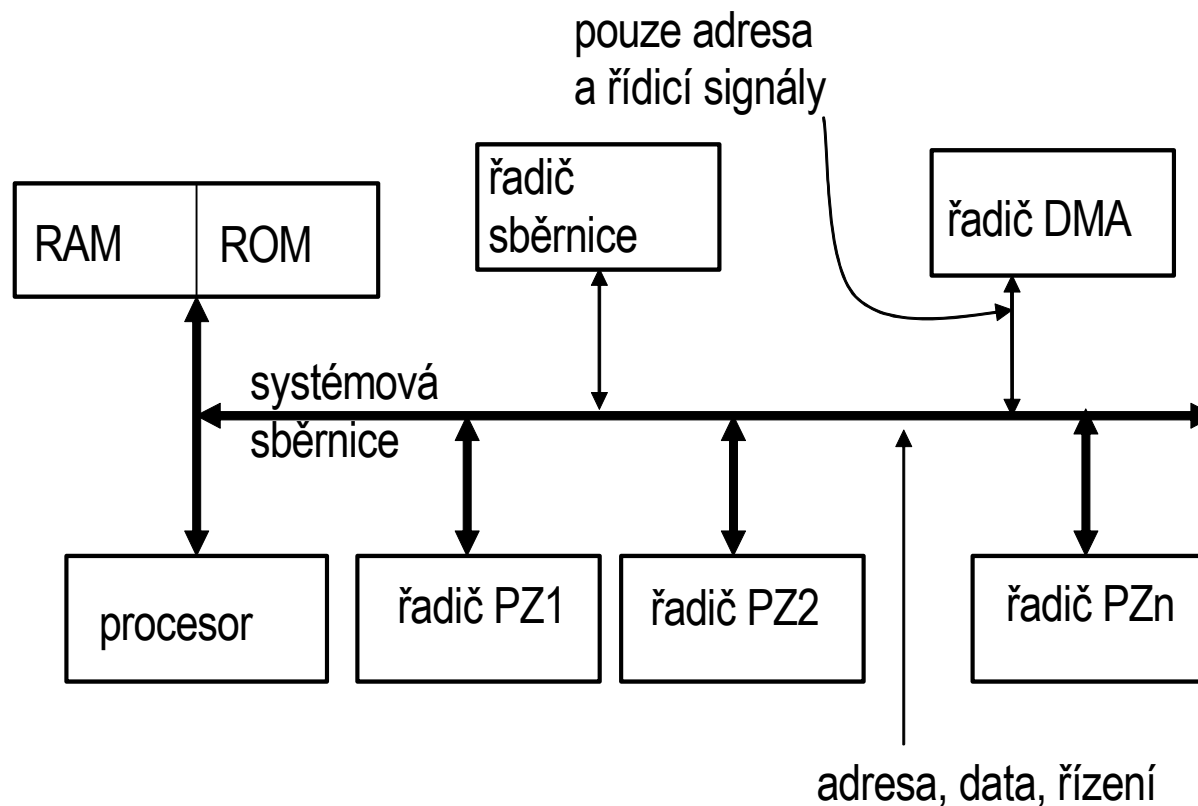 pouze adresa
a řídicí signály
řadič
sběrnice
řadič DMA
RAM
ROM
systémová
sběrnice
procesor
řadič PZ1
řadič PZ2
řadič PZn
adresa, data, řízení